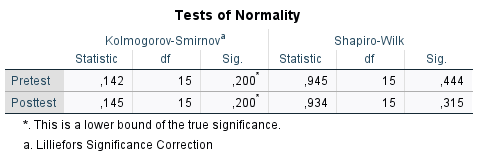 Tests of Normality
Kolmogorov-Smirnovᵃ Shapiro-Wilk
Statistic df Sig. Statistic df Sig.
Pretest ,142 15 ,200* ,945 15 ,444
Posttest ,145 15 ,200* ,934 15 ,315
*. This is a lower bound of the true significance.
a. Lilliefors Significance Correction